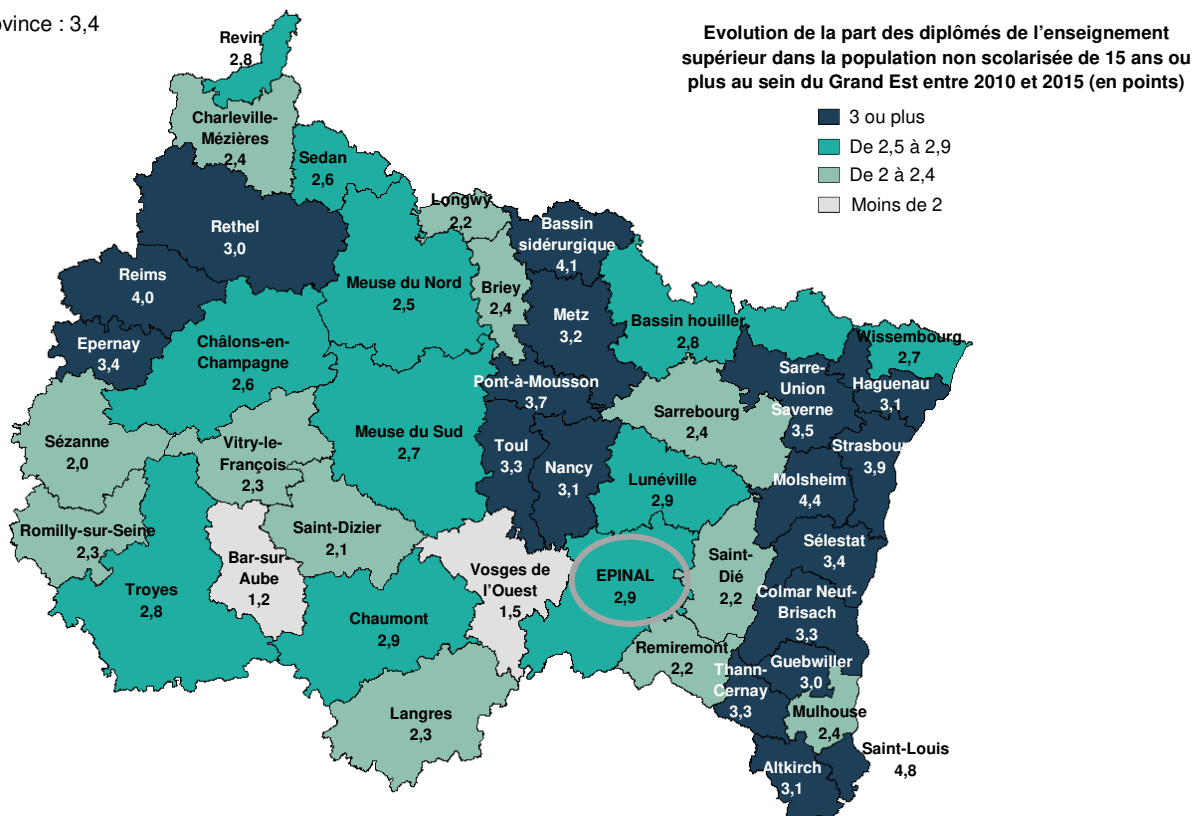 ovince : 3,4
Evolution de la part des diplômés de l'enseignement
supérieur dans la population non scolarisée de 15 ans ou
plus au sein du Grand Est entre 2010 et 2015 (en points)
3 ou plus
De 2,5 à 2,9
De 2 à 2,4
Moins de 2
Revin
2,8
Charleville-
Mézières
2,4
Sedan
2,6
Longwy
2,2
Rethel
3,0
Bassin
sidérurgique
4,1
Reims
4,0
Meuse du Nord
2,5
Briey
2,4
Metz
3,2
Bassin houiller
2,8
Wissembourg
2,7
Epernay
3,4
Châlons-en-
Champagne
2,6
Pont-à-Mousson
3,7
Sarre-
Union
Saverne
3,5
Haguenau
3,1
Sézanne
2,0
Vitry-le-
François
2,3
Meuse du Sud
2,7
Toul
3,3
Nancy
3,1
Sarrebourg
2,4
Strasbour
3,9
Lunéville
2,9
Molsheim
4,4
Romilly-sur-Seine
2,3
Saint-Dizier
2,1
Sélestat
3,4
Troyes
2,8
Bar-sur-
Aube
1,2
Vosges de
l'Ouest
1,5
EPINAL
2,9
Saint-
Dié
2,2
Colmar Neuf-
Brisach
3,3
Chaumont
2,9
Remiremont
2,2
Guebwiller
3,0
Thann-
Cernay
3,3
Langres
2,3
Mulhouse
2,4
Saint-Louis
4,8
Altkirch
3,1